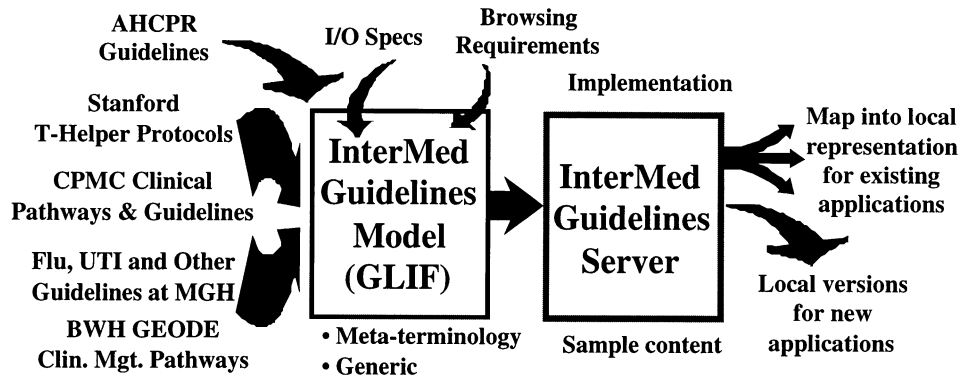 AHCPR
Guidelines
I/O Specs
Browsing
Requirements
Stanford
T-Helper Protocols
CPMC Clinical
Pathways & Guidelines
Flu, UTI and Other
Guidelines at MGH
BWH GEODE
Clin. Mgt. Pathways
InterMed
Guidelines
Model
(GLIF)
• Meta-terminology
• Generic
Implementation
InterMed
Guidelines
Server
Sample content
Map into local
representation
for existing
applications
Local versions
for new
applications